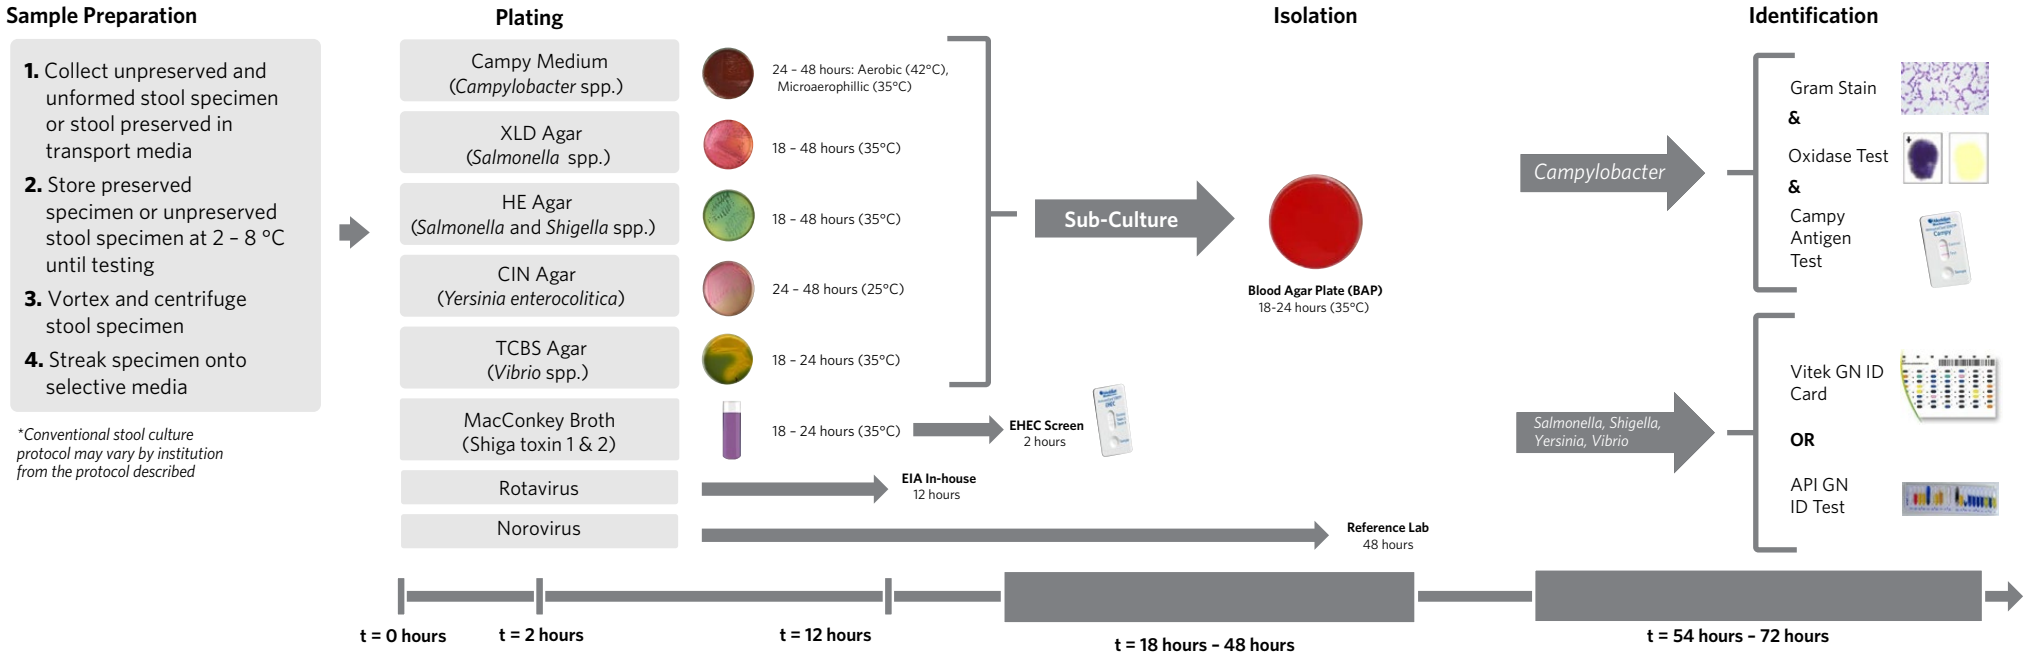 Sample Preparation
1. Collect unpreserved and
unformed stool specimen
or stool preserved in
transport media
2. Store preserved
specimen or unpreserved
stool specimen at 2 – 8 °C
until testing
3. Vortex and centrifuge
stool specimen
4. Streak specimen onto
selective media
*Conventional stool culture
protocol may vary by institution
from the protocol described
Plating
Campy Medium
(Campylobacter spp.)
24 – 48 hours: Aerobic (42°C),
Microaerophillic (35°C)
XLD Agar
(Salmonella spp.)
18 – 48 hours (35°C)
HE Agar
(Salmonella and Shigella spp.)
18 – 48 hours (35°C)
CIN Agar
(Yersinia enterocolitica)
24 – 48 hours (25°C)
TCBS Agar
(Vibrio spp.)
18 – 24 hours (35°C)
MacConkey Broth
(Shiga toxin 1 & 2)
18 – 24 hours (35°C)
EHEC Screen
2 hours
EHEC
Rotavirus
EIA In-house
12 hours
Norovirus
Reference Lab
48 hours
Isolation
Sub-Culture
Blood Agar Plate (BAP)
18-24 hours (35°C)
Identification
Campylobacter
Gram Stain
&
Oxidase Test
&
Campy
Antigen
Test
Campy
Salmonella, Shigella,
Yersinia, Vibrio
Vitek GN ID
Card
OR
API GN
ID Test
t = 0 hours
t = 2 hours
t = 12 hours
t = 18 hours – 48 hours
t = 54 hours – 72 hours